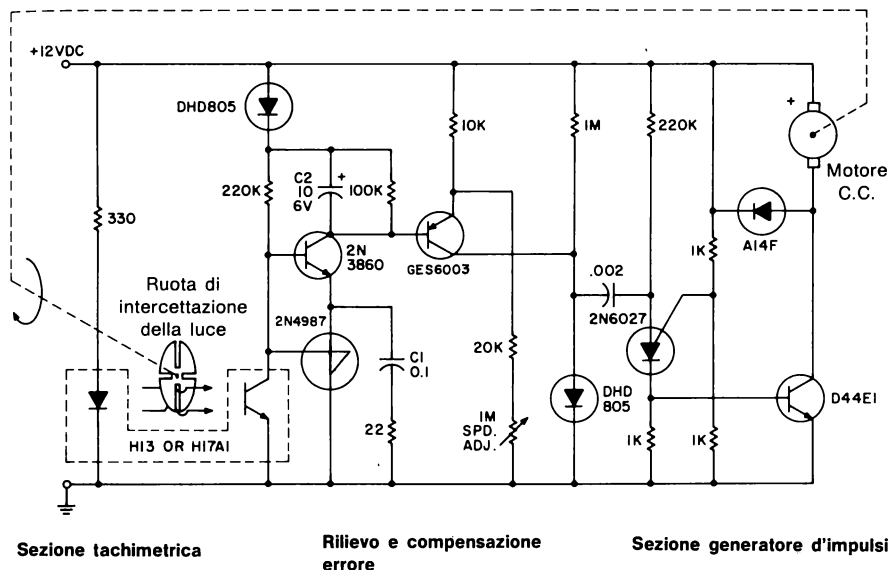 +12VDC
DHD805
10K
1M
220K
+
Motore
C.C.
330
220K
C2
10
6V
+
100K
2N
3860
GES6003
A14F
1K
.002
2N6027
Ruota di
intercettazione
della luce
2N4987
C1
0.1
20K
DHD
805
D44E1
H13 OR H17A1
22
1M
SPD.
ADJ.
1K
1K
Sezione tachimetrica
Rilievo e compensazione
errore
Sezione generatore d'impulsi